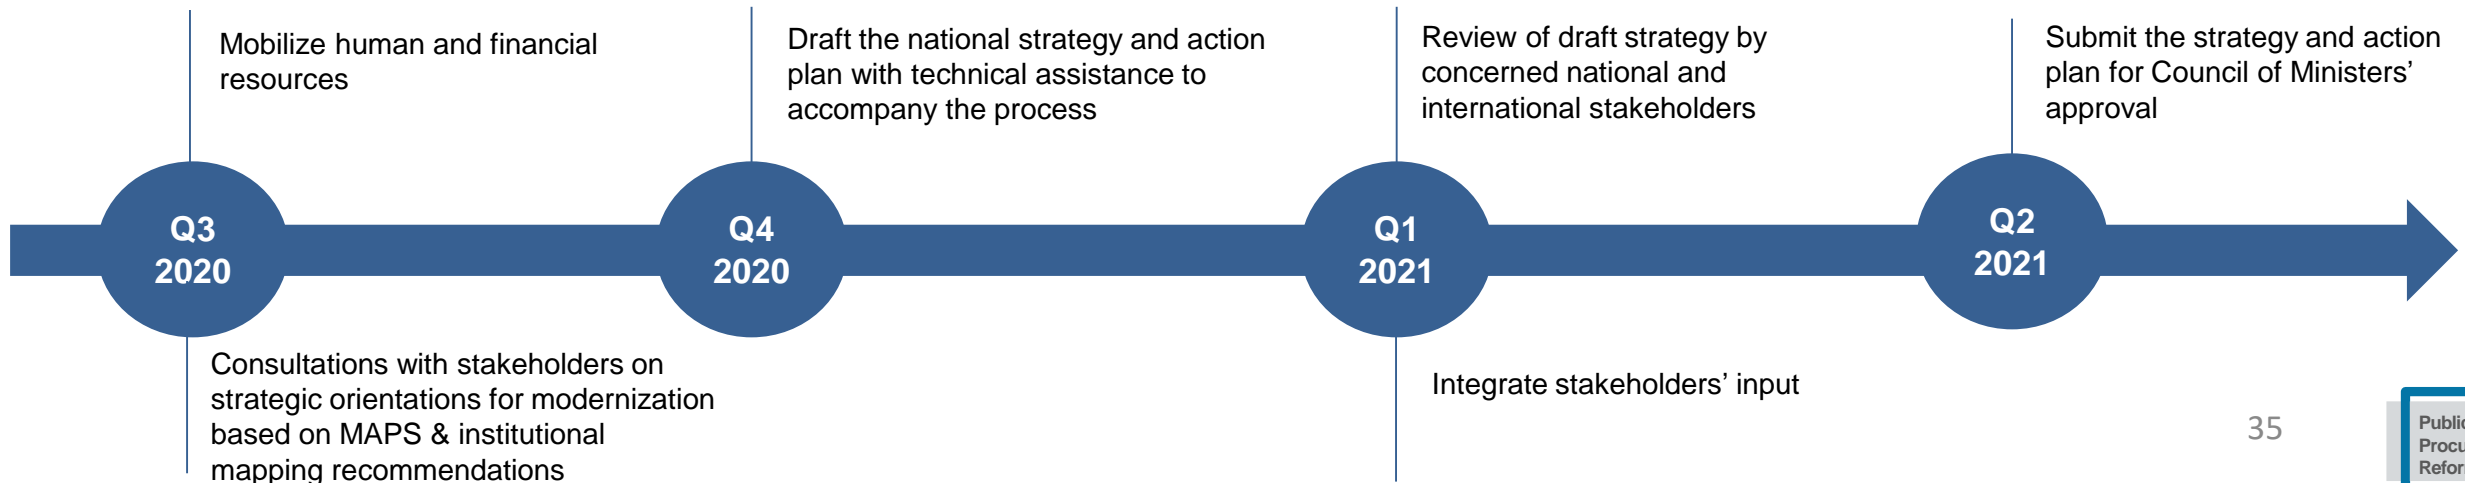 Mobilize human and financial
resources
Draft the national strategy and action
plan with technical assistance to
accompany the process
Review of draft strategy by
concerned national and
international stakeholders
Submit the strategy and action
plan for Council of Ministers’
approval
Q3
2020
Q4
2020
Q1
2021
Q2
2021
Consultations with stakeholders on
strategic orientations for modernization
based on MAPS & institutional
mapping recommendations
Integrate stakeholders’ input
35
Public
Procu
Refor